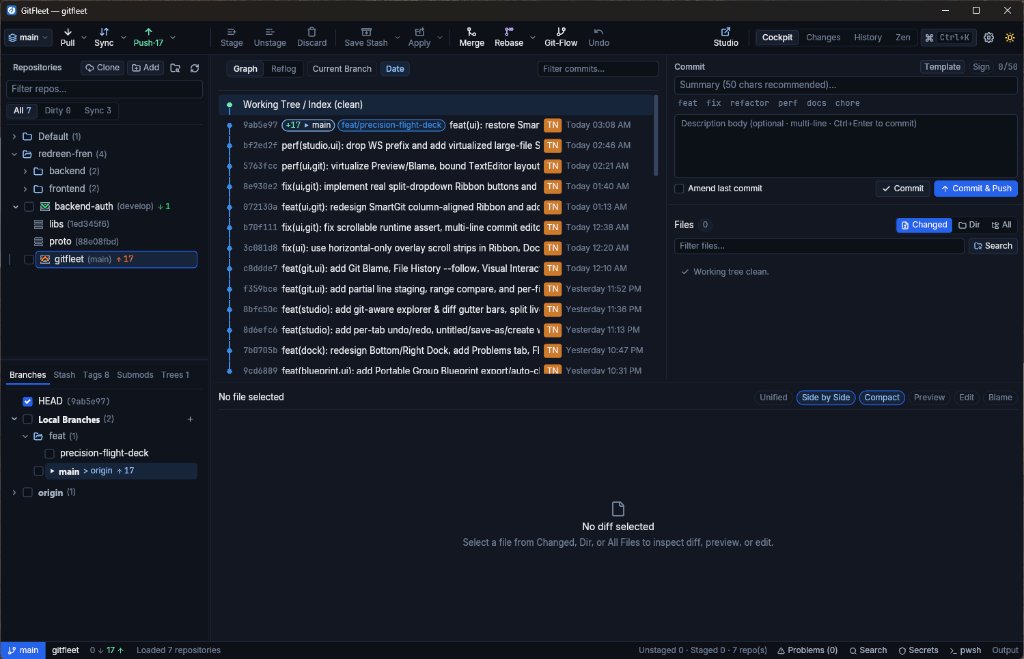 GitFleet — gitfleet
main Pull Sync Push·17 Stage Unstage Discard Save Stash Apply Merge Rebase Git-Flow Undo Studio Cockpit Changes History Zen Ctrl+K
Repositories Clone Add
Filter repos...
All 7 Dirty 0 Sync 3
Default (1)
redreen-fren (4)
backend (2)
frontend (2)
backend-auth (develop) ↓1
libs (1ed345f6)
proto (88e08fbd)
gitfleet (main) ↑17
Branches Stash Tags 8 Submods Trees 1
HEAD (9ab5e97)
Local Branches (2) +
feat (1)
precision-flight-deck
main > origin ↑17
origin (1)
Graph Reflog Current Branch Date Filter commits...
Working Tree / Index (clean)
9ab5e97 +17 ▸ main feat/precision-flight-deck feat(ui): restore Smar TN Today 03:08 AM
bf2ed2f perf(studio,ui): drop WS prefix and add virtualized large-file S TN Today 02:46 AM
5763fcc perf(ui,git): virtualize Preview/Blame, bound TextEditor layout TN Today 02:21 AM
8e930e2 fix(ui,git): implement real split-dropdown Ribbon buttons and TN Today 01:40 AM
072130a feat(ui,git): redesign SmartGit column-aligned Ribbon and add TN Today 01:13 AM
b70f111 fix(ui,git): fix scrollable runtime assert, multi-line commit edito TN Today 12:38 AM
3c081d8 fix(ui): use horizontal-only overlay scroll strips in Ribbon, Doc TN Today 12:20 AM
c8ddde7 feat(git,ui): add Git Blame, File History --follow, Visual Interac TN Today 12:10 AM
f359bce feat(git,ui): add partial line staging, range compare, and per-fi TN Yesterday 11:52 PM
8bfc50c feat(studio): add git-aware explorer & diff gutter bars, split live TN Yesterday 11:36 PM
8d6efc6 feat(studio): add per-tab undo/redo, untitled/save-as/create w TN Yesterday 11:13 PM
7b0705b feat(dock): redesign Bottom/Right Dock, add Problems tab, Fl TN Yesterday 10:47 PM
9cd6889 feat(blueprint,ui): add Portable Group Blueprint export/auto-c TN Yesterday 10:31 PM
Commit Template Sign 0/50
Summary (50 chars recommended)...
feat fix refactor perf docs chore
Description body (optional · multi-line · Ctrl+Enter to commit)
Amend last commit Commit Commit & Push
Files 0 Changed Dir All
Filter files... Search
Working tree clean.
No file selected Unified Side by Side Compact Preview Edit Blame
No diff selected
Select a file from Changed, Dir, or All Files to inspect diff, preview, or edit.
main gitfleet 0↓ 17↑ Loaded 7 repositories Unstaged 0 · Staged 0 · 7 repo(s) Problems (0) Search Secrets pwsh Output